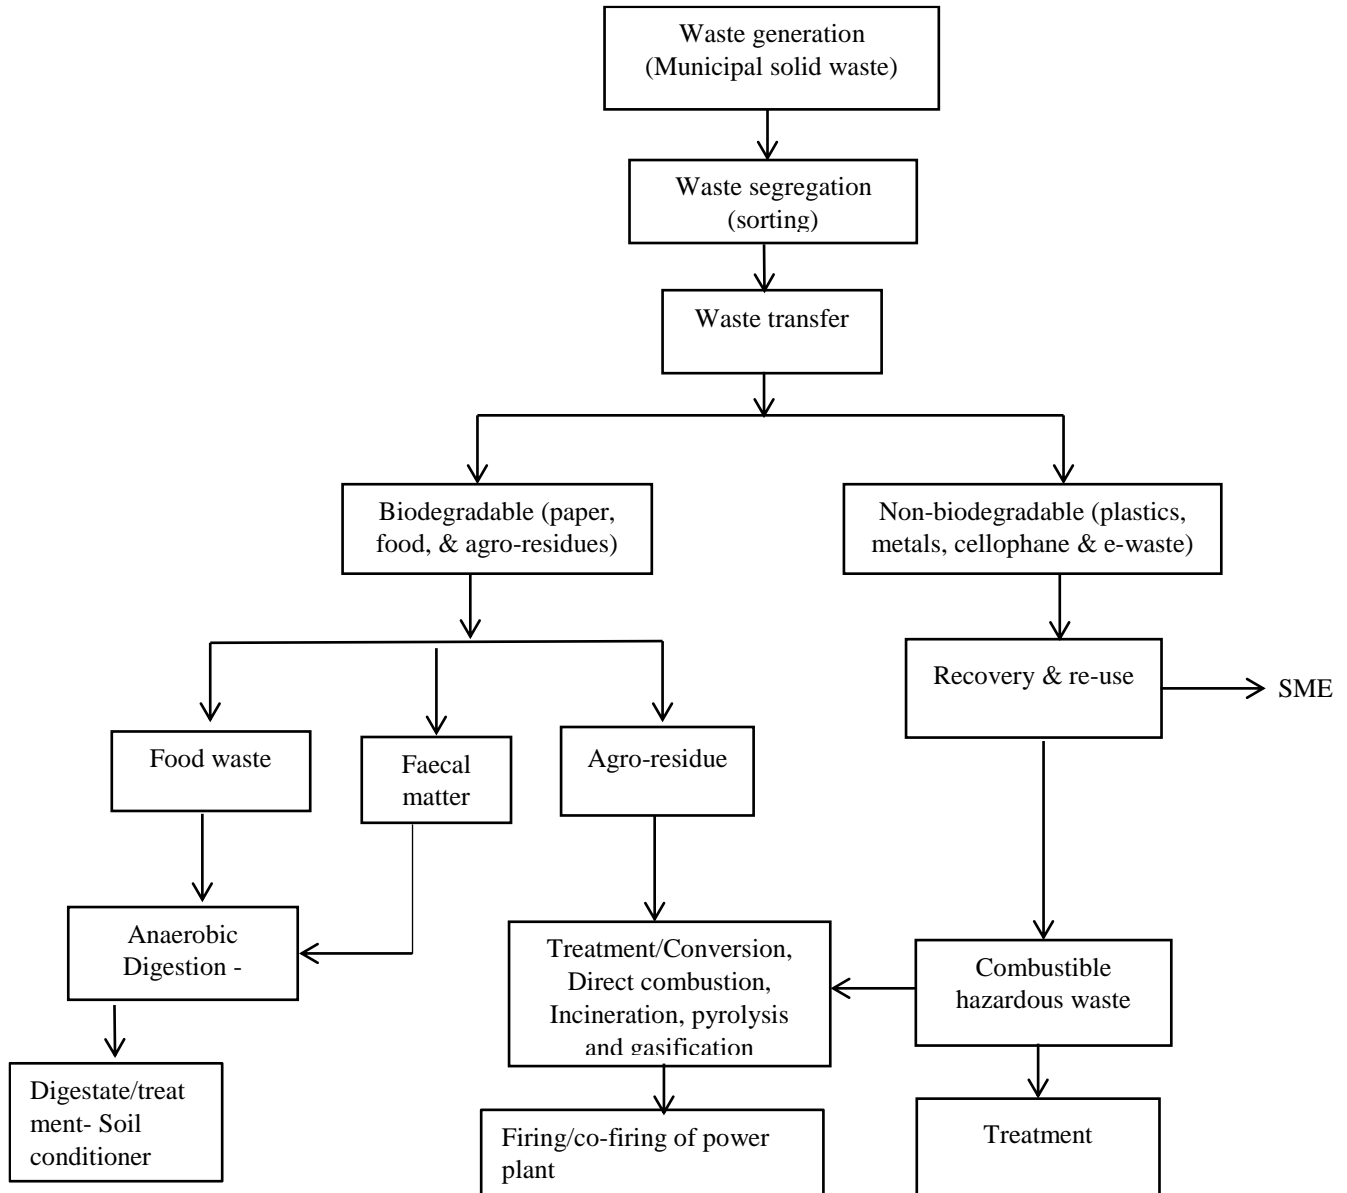 Waste generation
(Municipal solid waste)
Waste segregation
(sorting)
Waste transfer
Biodegradable (paper,
food, & agro-residues)
Non-biodegradable (plastics,
metals, cellophane & e-waste)
Recovery & re-use
SME
Food waste
Faecal
matter
Agro-residue
Anaerobic
Digestion -
Treatment/Conversion,
Direct combustion,
Incineration, pyrolysis
and gasification
Combustible
hazardous waste
Digestate/treat
ment- Soil
conditioner
Firing/co-firing of power
plant
Treatment